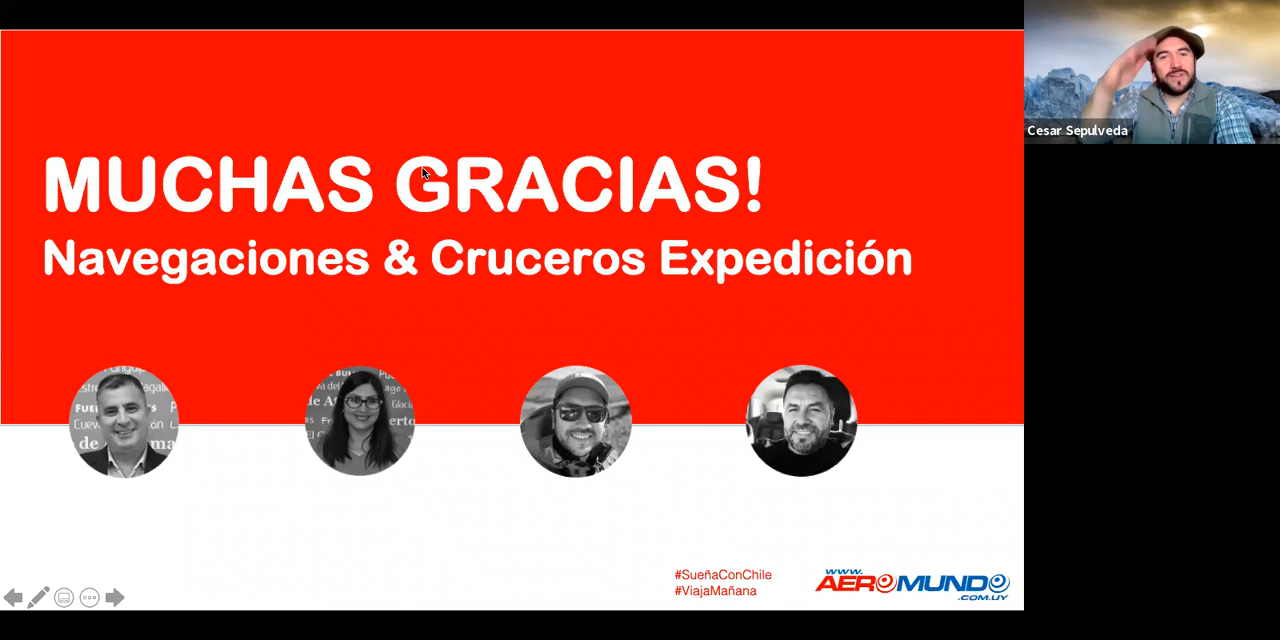 MUCHAS GRACIAS!
Navegaciones & Cruceros Expedición
Cesar Sepulveda
#SueñaConChile
#ViajaMañana
WWW.
AEROMUNDO
.COM.UY